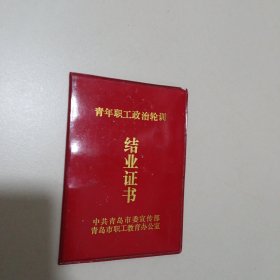 青年职工政治轮训
结业证书
中共青岛市委宣传部
青岛市职工教育办公室